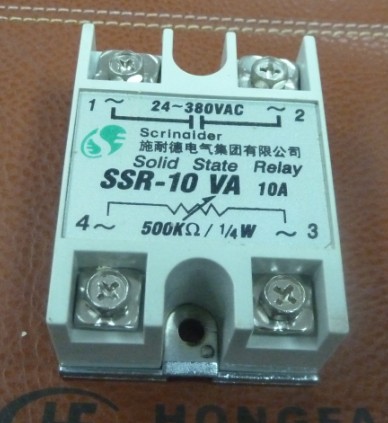 1 ~ 24~380VAC ~ 2
Scrinaider
施耐德电气集团有限公司
Solid State Relay
SSR-10 VA 10A
4 ~ 500KΩ / 1/4W ~ 3